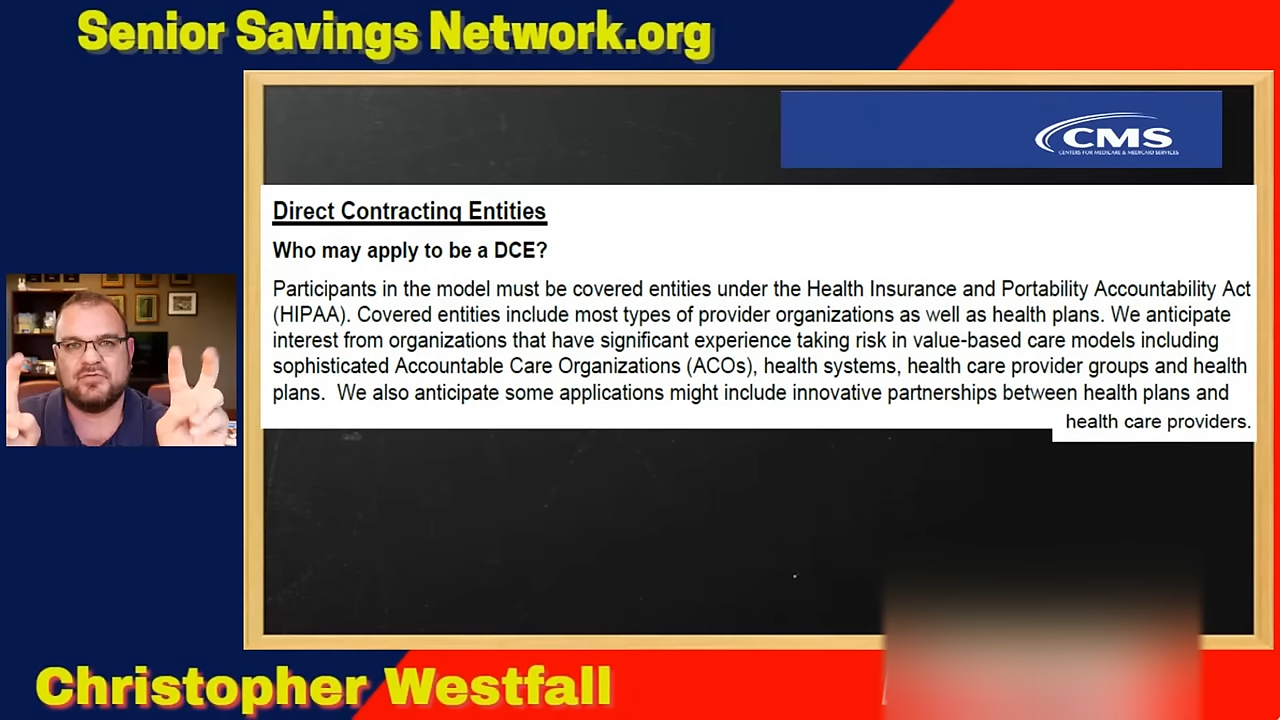 Senior Savings Network.org
CMS
CENTERS FOR MEDICARE & MEDICAID SERVICES
Direct Contracting Entities
Who may apply to be a DCE?
Participants in the model must be covered entities under the Health Insurance and Portability Accountability Act
(HIPAA). Covered entities include most types of provider organizations as well as health plans. We anticipate
interest from organizations that have significant experience taking risk in value-based care models including
sophisticated Accountable Care Organizations (ACOs), health systems, health care provider groups and health
plans. We also anticipate some applications might include innovative partnerships between health plans and
health care providers.
Christopher Westfall